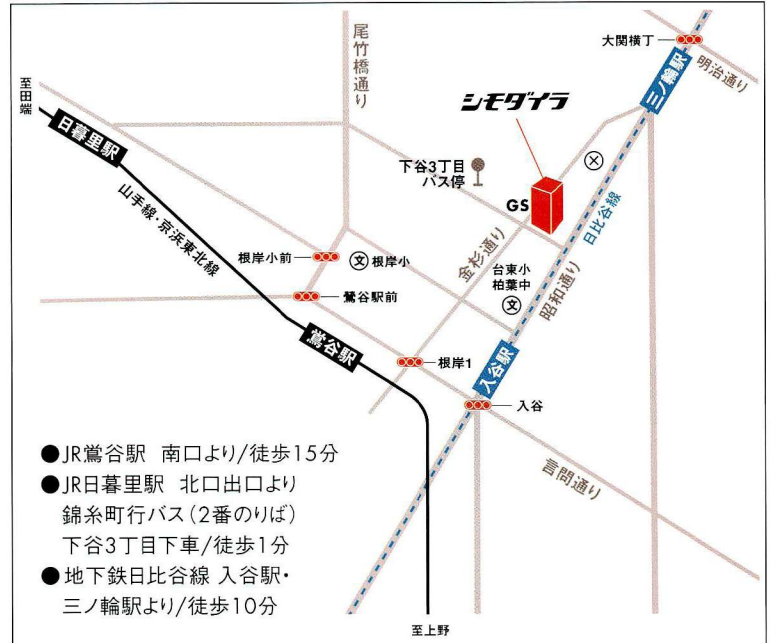 尾竹橋通り
大関横丁
明治通り
三ノ輪駅
至田端
シモダイラ
日暮里駅
下谷3丁目
バス停
GS
山手線・京浜東北線
日比谷線
金杉通り
根岸小前
文
根岸小
台東小
柏葉中
文
昭和通り
鶯谷駅前
鶯谷駅
根岸1
入谷駅
入谷
言問通り
●JR鶯谷駅 南口より/徒歩15分
●JR日暮里駅 北口出口より
錦糸町行バス(2番のりば)
下谷3丁目下車/徒歩1分
●地下鉄日比谷線 入谷駅・
三ノ輪駅より/徒歩10分
至上野